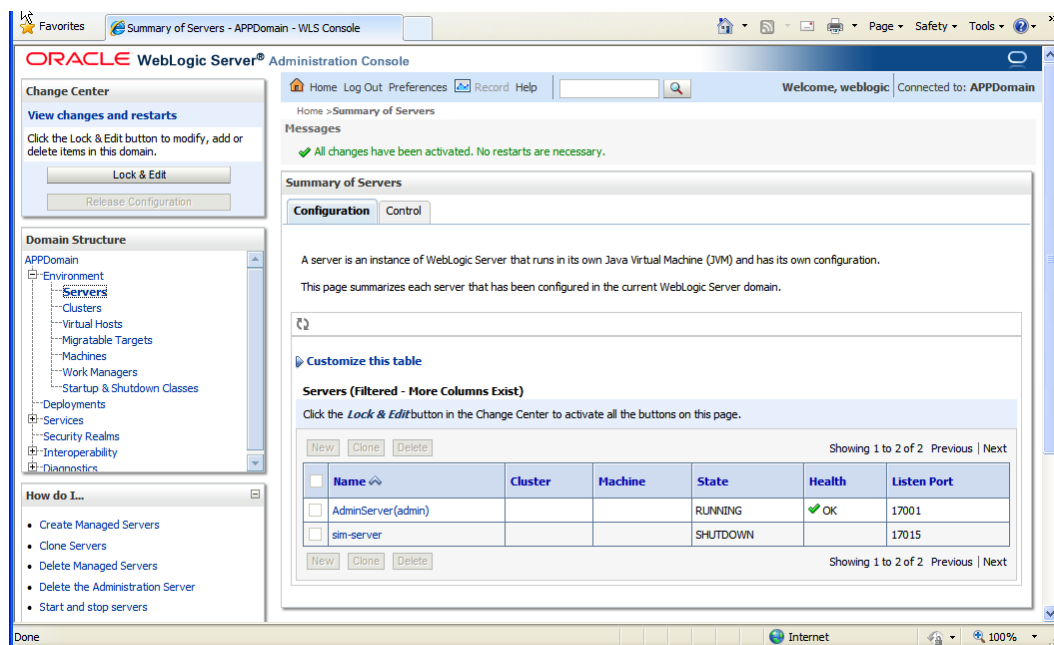 Favorites
Summary of Servers - APPDomain - WLS Console
Page
Safety
Tools
ORACLE WebLogic Server® Administration Console
Change Center
View changes and restarts
Click the Lock & Edit button to modify, add or
delete items in this domain.
Lock & Edit
Release Configuration
Domain Structure
APPDomain
Environment
Servers
Clusters
Virtual Hosts
Migratable Targets
Machines
Work Managers
Startup & Shutdown Classes
Deployments
Services
Security Realms
Interoperability
Diagnostics
How do I...
Create Managed Servers
Clone Servers
Delete Managed Servers
Delete the Administration Server
Start and stop servers
Home Log Out Preferences Record Help
Welcome, weblogic Connected to: APPDomain
Home >Summary of Servers
Messages
All changes have been activated. No restarts are necessary.
Summary of Servers
Configuration Control
A server is an instance of WebLogic Server that runs in its own Java Virtual Machine (JVM) and has its own configuration.
This page summarizes each server that has been configured in the current WebLogic Server domain.
Customize this table
Servers (Filtered - More Columns Exist)
Click the Lock & Edit button in the Change Center to activate all the buttons on this page.
New Clone Delete Showing 1 to 2 of 2 Previous | Next
Name Cluster Machine State Health Listen Port
AdminServer(admin) RUNNING OK 17001
sim-server SHUTDOWN 17015
New Clone Delete Showing 1 to 2 of 2 Previous | Next
Done Internet 100%